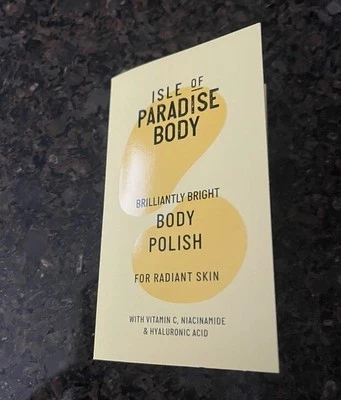 ISLE OF
PARADISE
BODY
BRILLIANTLY BRIGHT
BODY
POLISH
FOR RADIANT SKIN
WITH VITAMIN C, NIACINAMIDE
& HYALURONIC ACID